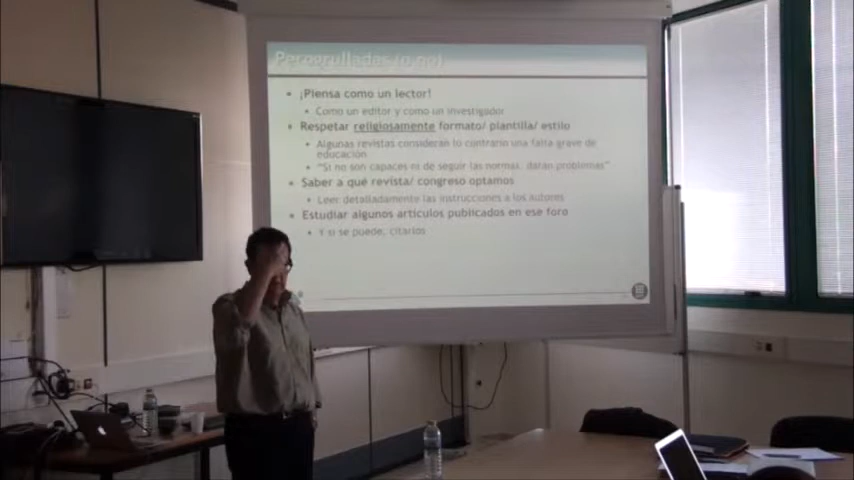 Perogrulladas (o no)
¡Piensa como un lector!
Como un editor y como un investigador
Respetar religiosamente formato/ plantilla/ estilo
Algunas revistas consideran lo contrario una falta grave de
educación
"Si no son capaces ni de seguir las normas, darán problemas"
Saber a qué revista/ congreso optamos
Leer detalladamente las instrucciones a los autores
Estudiar algunos artículos publicados en ese foro
Y si se puede, citarlos